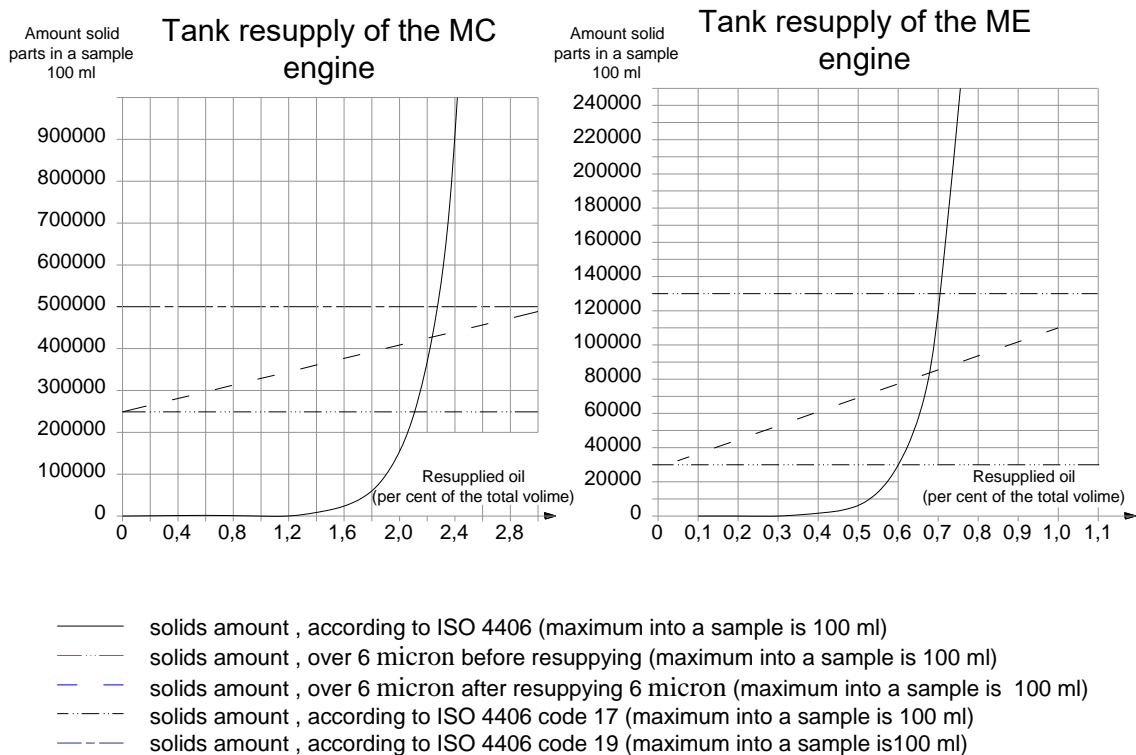 Amount solid
parts in a sample
100 ml
Tank resupply of the MC
engine
900000
800000
700000
600000
500000
400000
300000
200000
100000
0
0 0,4 0,8 1,2 1,6 2,0 2,4 2,8
Resupplied oil
(per cent of the total volime)
Amount solid
parts in a sample
100 ml
Tank resupply of the ME
engine
240000
220000
200000
180000
160000
140000
120000
100000
80000
60000
40000
20000
0
0 0,1 0,2 0,3 0,4 0,5 0,6 0,7 0,8 0,9 1,0 1,1
Resupplied oil
(per cent of the total volime)
solids amount , according to ISO 4406 (maximum into a sample is 100 ml)
solids amount , over 6 micron before resuppying (maximum into a sample is 100 ml)
solids amount , over 6 micron after resuppying 6 micron (maximum into a sample is 100 ml)
solids amount , according to ISO 4406 code 17 (maximum into a sample is 100 ml)
solids amount , according to ISO 4406 code 19 (maximum into a sample is100 ml)